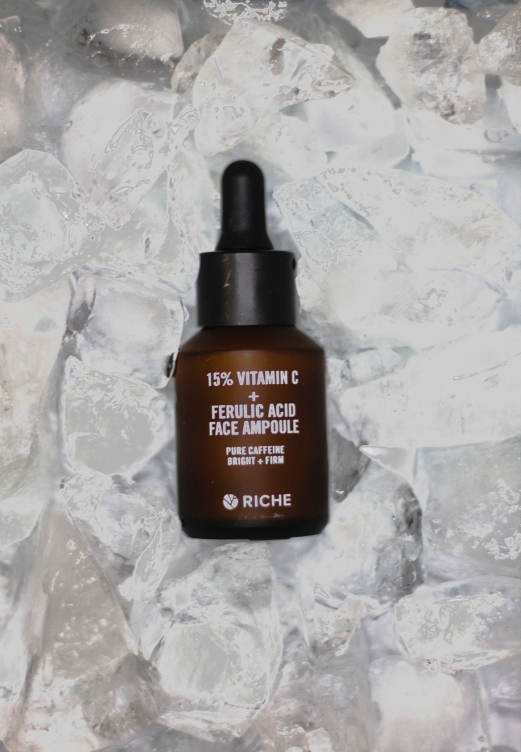 15% VITAMIN C
+
FERULIC ACID
FACE AMPOULE
PURE CAFFEINE
BRIGHT + FIRM
RICHE